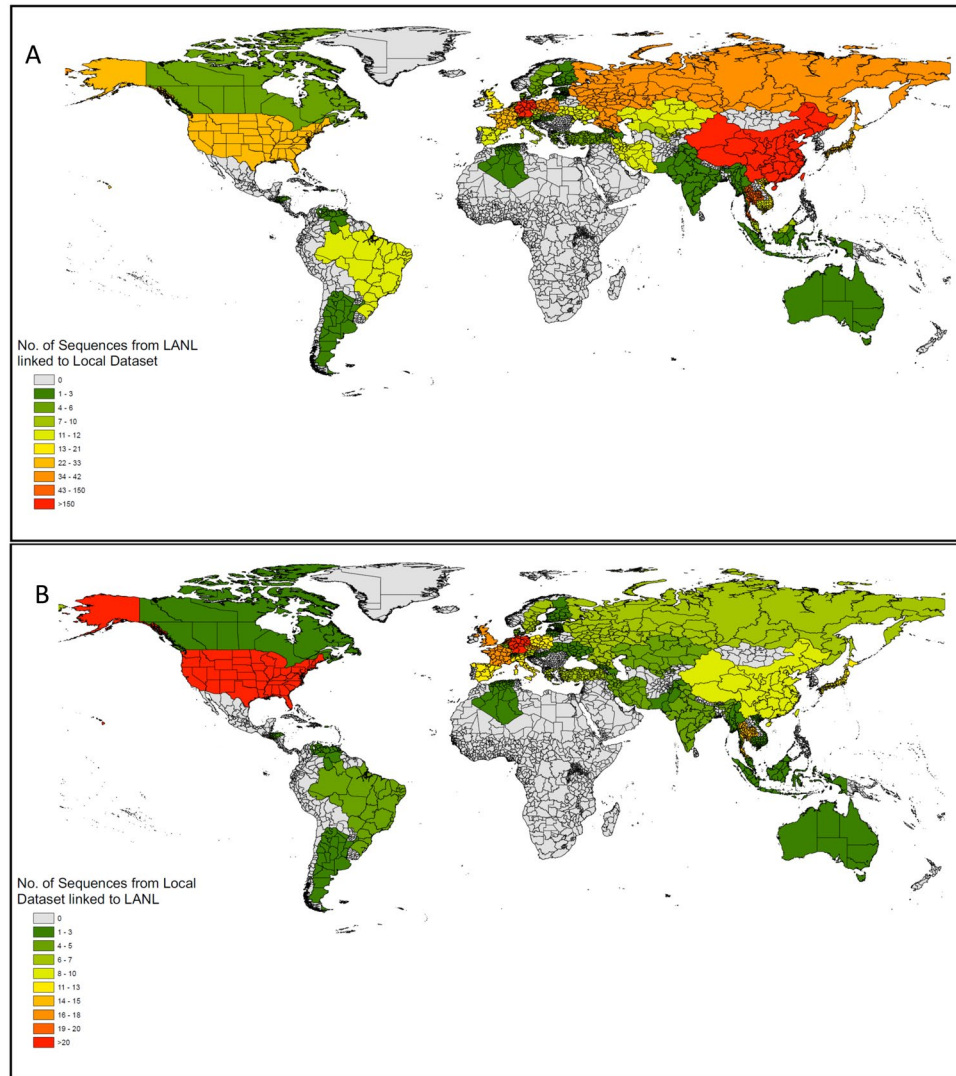 A
No. of Sequences from LANL
linked to Local Dataset
0
1 - 3
4 - 6
7 - 10
11 - 12
13 - 21
22 - 33
34 - 42
43 - 150
>150
B
No. of Sequences from Local
Dataset linked to LANL
0
1 - 3
4 - 5
6 - 7
8 - 10
11 - 13
14 - 15
16 - 18
19 - 20
>20